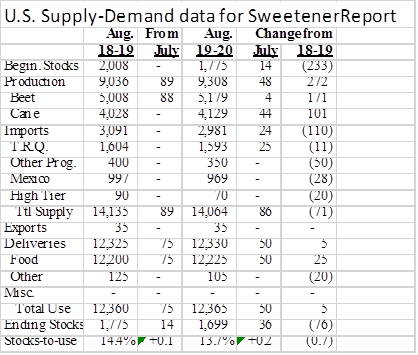 U.S. Supply-Demand data for SweetenerReport
Aug. From Aug. Change from
18-19 July 19-20 July 18-19
Begin. Stocks 2,008 - 1,775 14 (233)
Production 9,036 89 9,308 48 272
Beet 5,008 88 5,179 4 171
Cane 4,028 - 4,129 44 101
Imports 3,091 - 2,981 24 (110)
T.R.Q. 1,604 - 1,593 25 (11)
Other Prog. 400 - 350 - (50)
Mexico 997 - 969 - (28)
High Tier 90 - 70 - (20)
Ttl Supply 14,135 89 14,064 86 (71)
Exports 35 - 35 - -
Deliveries 12,325 75 12,330 50 5
Food 12,200 75 12,225 50 25
Other 125 - 105 - (20)
Misc. - - - - -
Total Use 12,360 75 12,365 50 5
Ending Stocks 1,775 14 1,699 36 (76)
Stocks-to-use 14.4% +0.1 13.7% +0.2 (0.7)